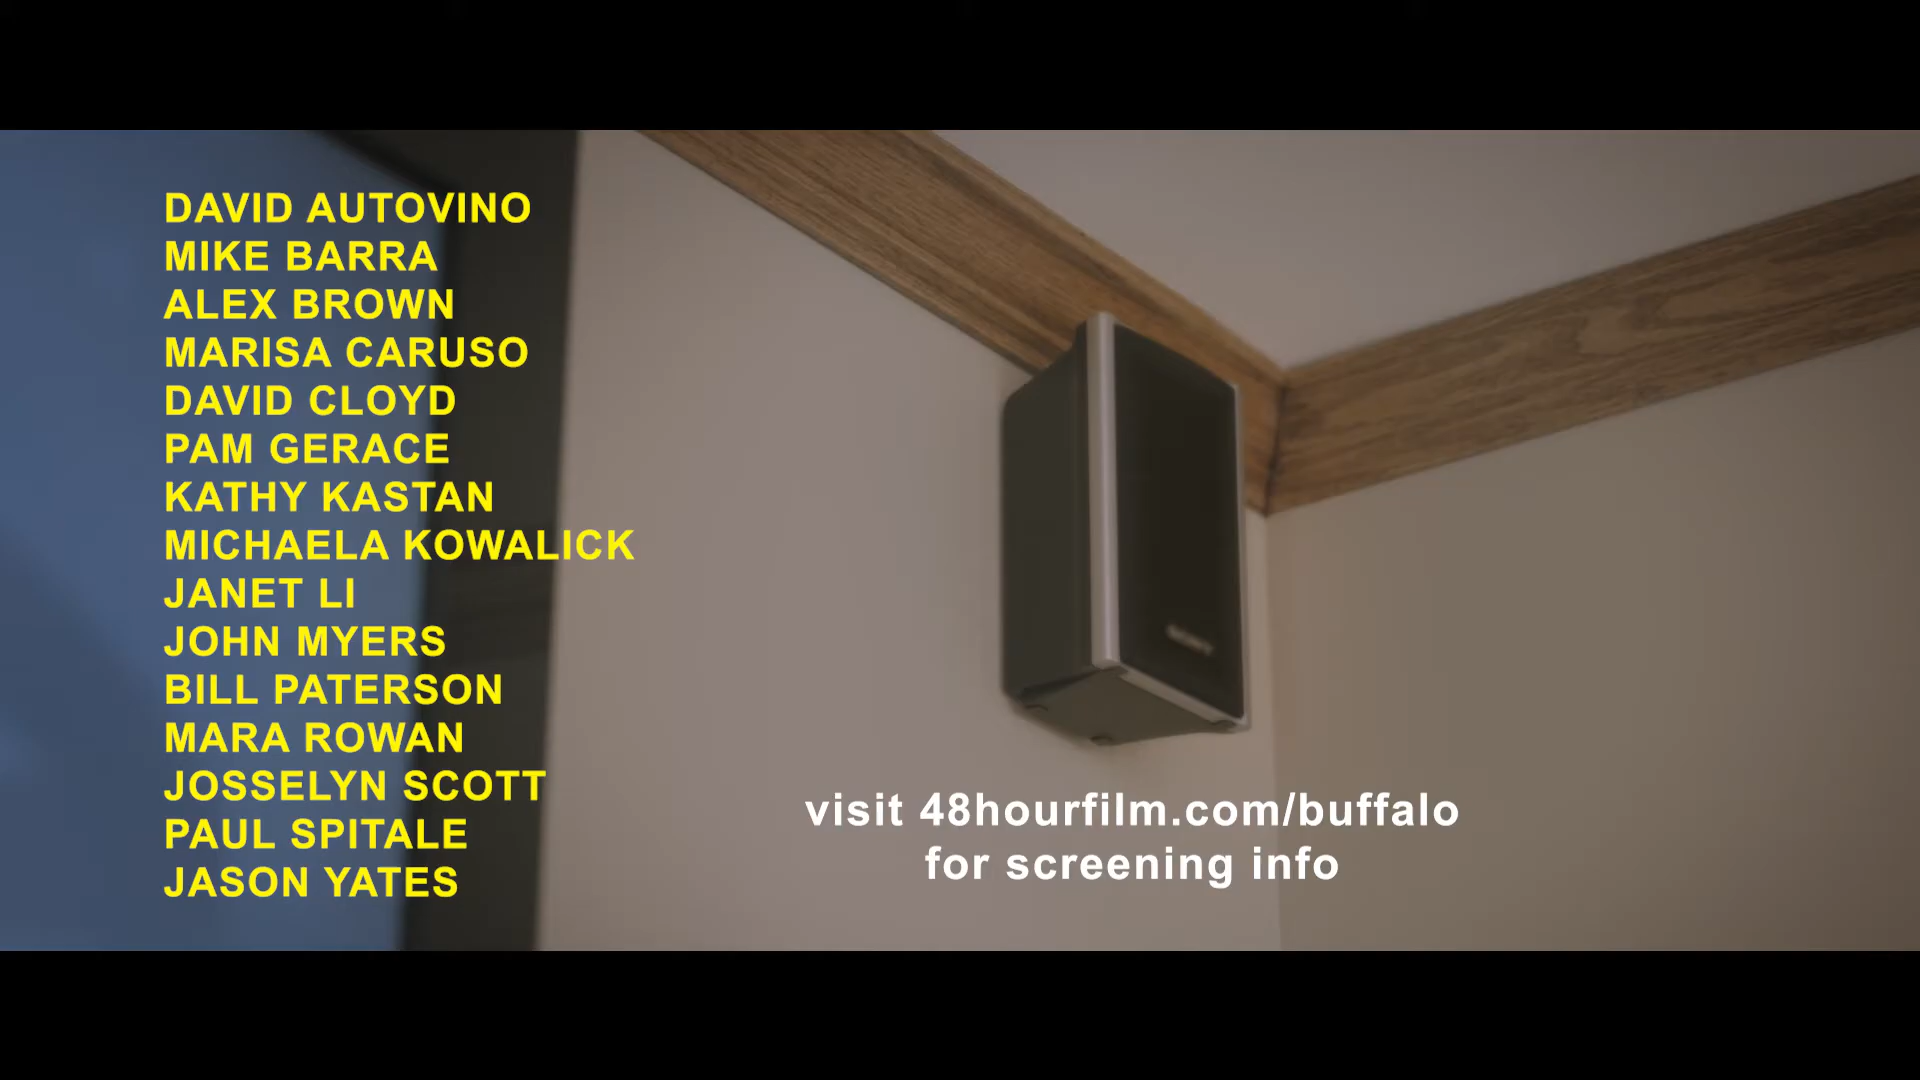 DAVID AUTOVINO
MIKE BARRA
ALEX BROWN
MARISA CARUSO
DAVID CLOYD
PAM GERACE
KATHY KASTAN
MICHAELA KOWALICK
JANET LI
JOHN MYERS
BILL PATERSON
MARA ROWAN
JOSSELYN SCOTT
PAUL SPITALE
JASON YATES
SONY
visit 48hourfilm.com/buffalo
for screening info